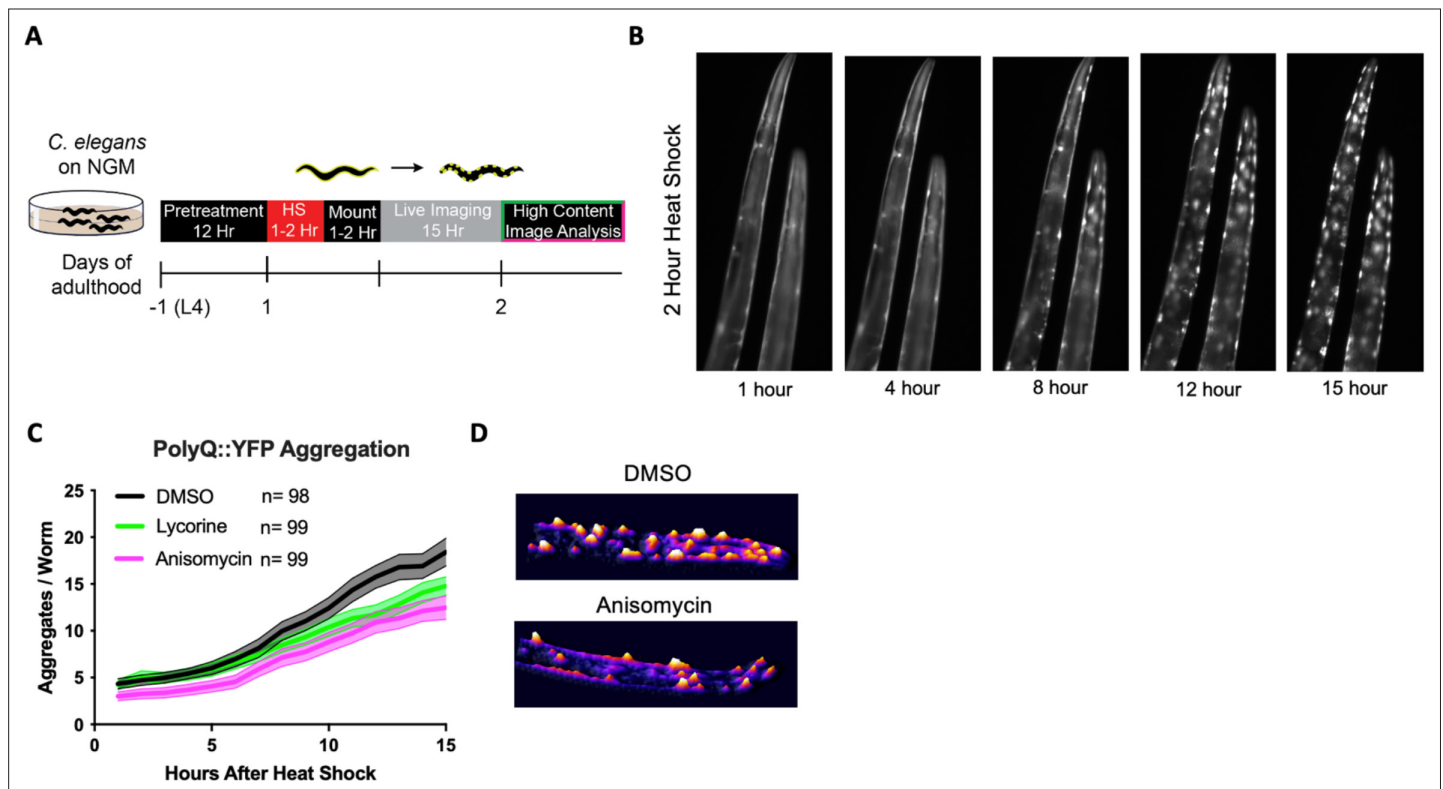 A
C. elegans
on NGM
Pretreatment
12 Hr
HS
1-2 Hr
Mount
1-2 Hr
Live Imaging
15 Hr
High Content
Image Analysis
Days of
adulthood
-1 (L4)
1
2
B
2 Hour Heat Shock
1 hour
4 hour
8 hour
12 hour
15 hour
C
PolyQ::YFP Aggregation
DMSO n= 98
Lycorine n= 99
Anisomycin n= 99
Aggregates / Worm
25
20
15
10
5
0
0
5
10
15
Hours After Heat Shock
D
DMSO
Anisomycin